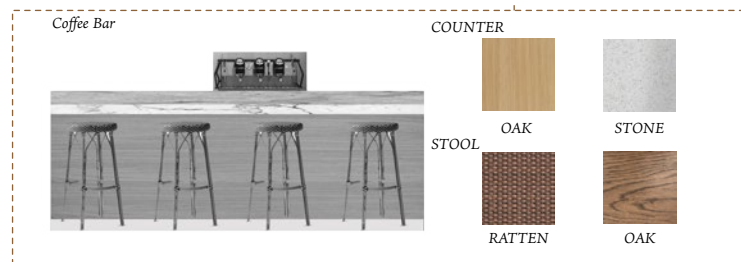 Coffee Bar
COUNTER
OAK
STONE
STOOL
RATTEN
OAK